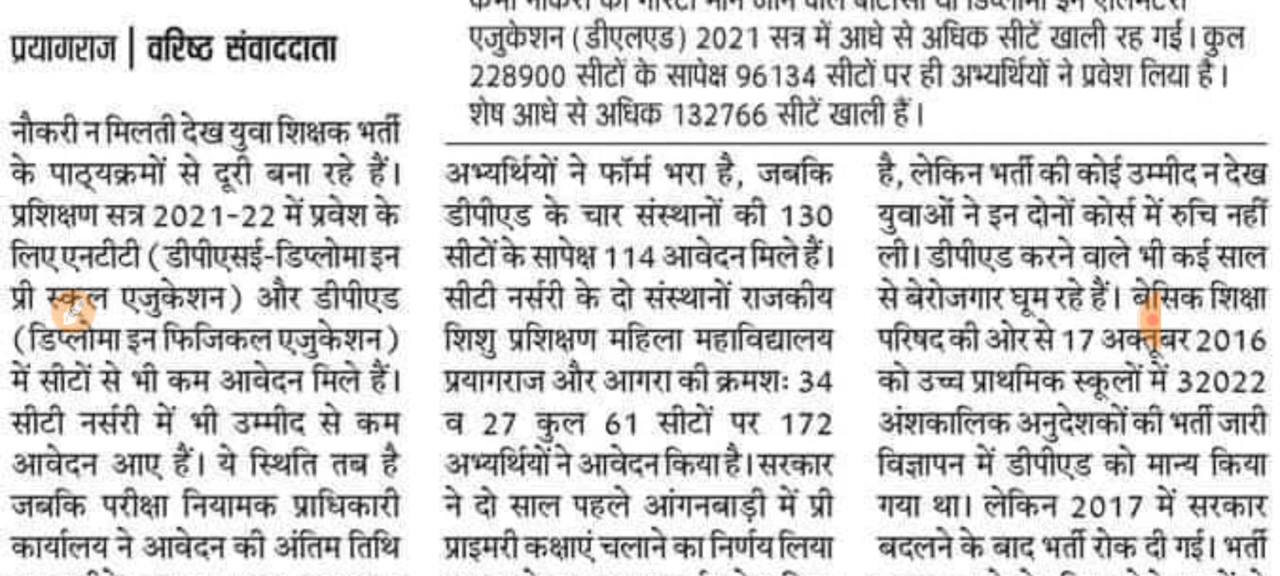 प्रयागराज | वरिष्ठ संवाददाता
नौकरी न मिलती देख युवा शिक्षक भर्ती
के पाठ्यक्रमों से दूरी बना रहे हैं।
प्रशिक्षण सत्र 2021-22 में प्रवेश के
लिए एनटीटी (डीपीएसई-डिप्लोमा इन
प्री स्कूल एजुकेशन) और डीपीएड
(डिप्लोमा इन फिजिकल एजुकेशन)
में सीटों से भी कम आवेदन मिले हैं।
सीटी नर्सरी में भी उम्मीद से कम
आवेदन आए हैं। ये स्थिति तब है
जबकि परीक्षा नियामक प्राधिकारी
कार्यालय ने आवेदन की अंतिम तिथि
एजुकेशन (डीएलएड) 2021 सत्र में आधे से अधिक सीटें खाली रह गई। कुल
228900 सीटों के सापेक्ष 96134 सीटों पर ही अभ्यर्थियों ने प्रवेश लिया है।
शेष आधे से अधिक 132766 सीटें खाली हैं।
अभ्यर्थियों ने फॉर्म भरा है, जबकि
डीपीएड के चार संस्थानों की 130
सीटों के सापेक्ष 114 आवेदन मिले हैं।
सीटी नर्सरी के दो संस्थानों राजकीय
शिशु प्रशिक्षण महिला महाविद्यालय
प्रयागराज और आगरा की क्रमशः 34
व 27 कुल 61 सीटों पर 172
अभ्यर्थियों ने आवेदन किया है। सरकार
ने दो साल पहले आंगनबाड़ी में प्री
प्राइमरी कक्षाएं चलाने का निर्णय लिया
है, लेकिन भर्ती की कोई उम्मीद न देख
युवाओं ने इन दोनों कोर्स में रुचि नहीं
ली। डीपीएड करने वाले भी कई साल
से बेरोजगार घूम रहे हैं। बेसिक शिक्षा
परिषद की ओर से 17 अक्तूबर 2016
को उच्च प्राथमिक स्कूलों में 32022
अंशकालिक अनुदेशकों की भर्ती जारी
विज्ञापन में डीपीएड को मान्य किया
गया था। लेकिन 2017 में सरकार
बदलने के बाद भर्ती रोक दी गई। भर्ती